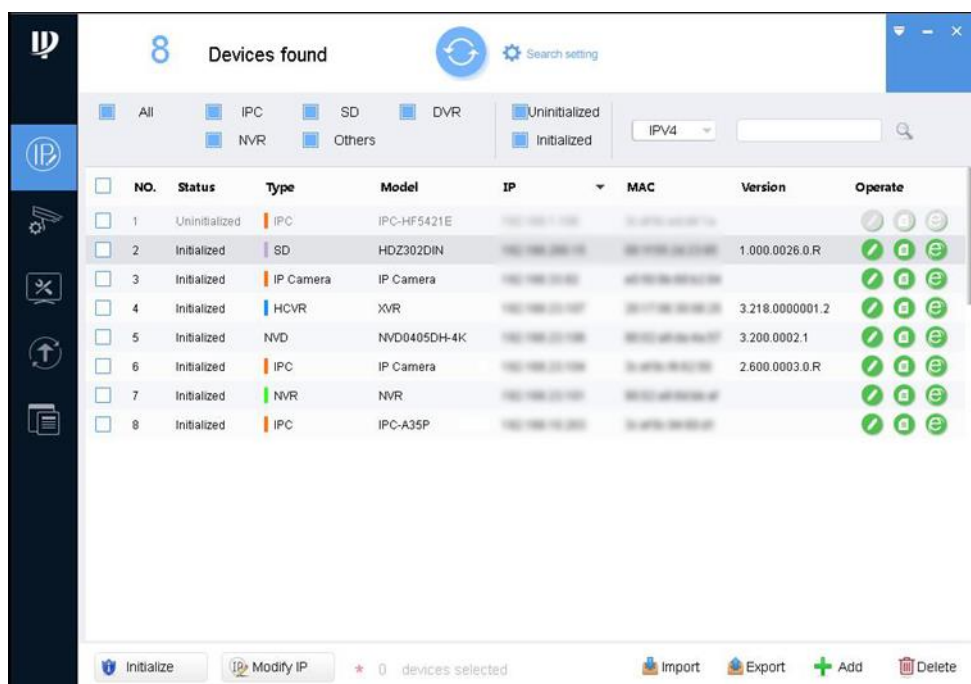 8 Devices found Search setting
All IPC SD DVR Uninitialized
NVR Others Initialized IPV4
NO. Status Type Model IP MAC Version Operate
1 Uninitialized IPC IPC-HF5421E
2 Initialized SD HDZ302DIN 1.000.0026.0.R
3 Initialized IP Camera IP Camera
4 Initialized HCVR XVR 3.218.0000001.2
5 Initialized NVD NVD0405DH-4K 3.200.0002.1
6 Initialized IPC IP Camera 2.600.0003.0.R
7 Initialized NVR NVR
8 Initialized IPC IPC-A35P
Initialize IP Modify IP * 0 devices selected Import Export Add Delete